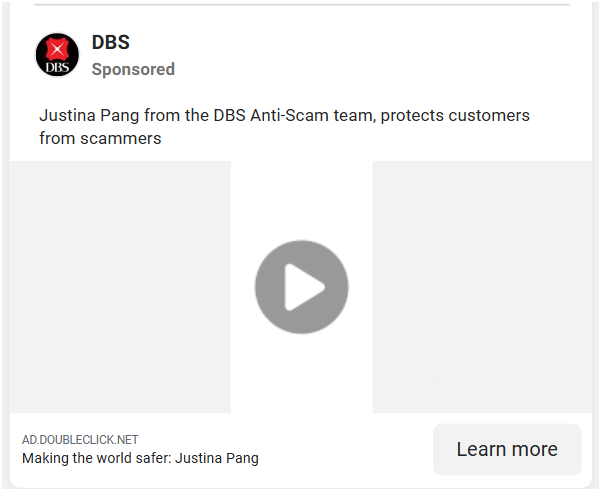 DBS
DBS
Sponsored
Justina Pang from the DBS Anti-Scam team, protects customers
from scammers
AD.DOUBLECLICK.NET
Making the world safer: Justina Pang
Learn more